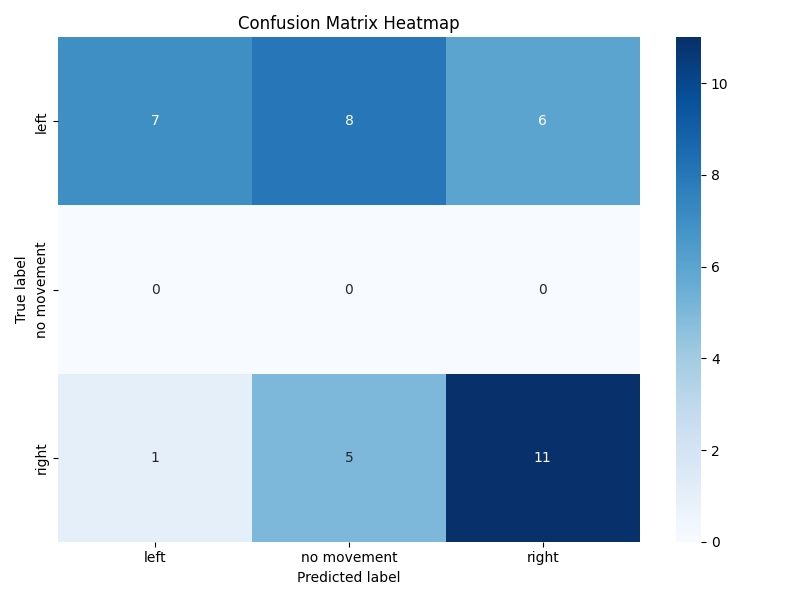 Confusion Matrix Heatmap
True label
left
7 8 6
no movement
0 0 0
right
1 5 11
left no movement right
Predicted label
10
8
6
4
2
0